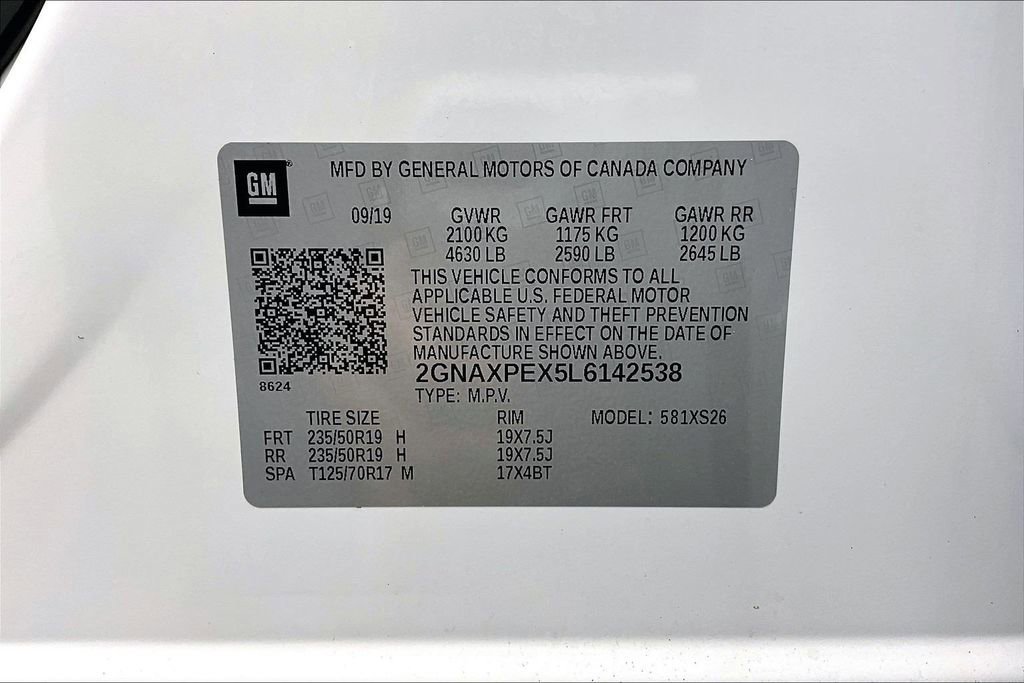 GM
MFD BY GENERAL MOTORS OF CANADA COMPANY
09/19 GVWR GAWR FRT GAWR RR
2100 KG 1175 KG 1200 KG
4630 LB 2590 LB 2645 LB
THIS VEHICLE CONFORMS TO ALL
APPLICABLE U.S. FEDERAL MOTOR
VEHICLE SAFETY AND THEFT PREVENTION
STANDARDS IN EFFECT ON THE DATE OF
MANUFACTURE SHOWN ABOVE.
8624
2GNAXPEX5L6142538
TYPE: M.P.V.
TIRE SIZE RIM MODEL: 581XS26
FRT 235/50R19 H 19X7.5J
RR 235/50R19 H 19X7.5J
SPA T125/70R17 M 17X4BT